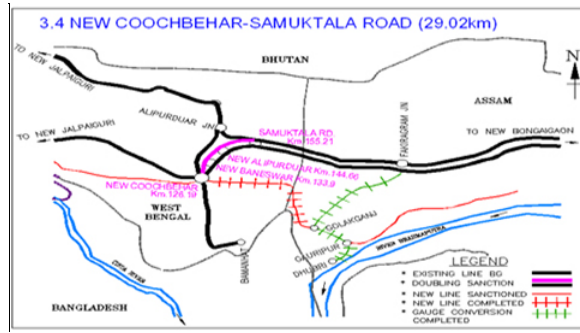 3.4 NEW COOCHBEHAR-SAMUKTALA ROAD (29.02km)
TO NEW JALPAIGURI
BHUTAN
N
ALIPURDUAR JN
ASSAM
SAMUKTALA RD
Km.155.21
TO NEW JALPAIGURI
FAKIRAGRAM JN
TO NEW BONGAIGAON
NEW ALIPURDUAR Km.144.66
NEW BANESWAR Km.133.9
NEW COOCHBEHAR
Km.126.19
WEST
BENGAL
GOLAKGANJ
GAURIPUR
DHUBRI
RIVER BRAHMAPUTRA
BAMANHAT
RIVER
BANGLADESH
LEGEND
* EXISTING LINE BG
* DOUBLING SANCTION
* NEW LINE SANCTIONED
* NEW LINE COMPLETED
* GAUGE CONVERSION
COMPLETED